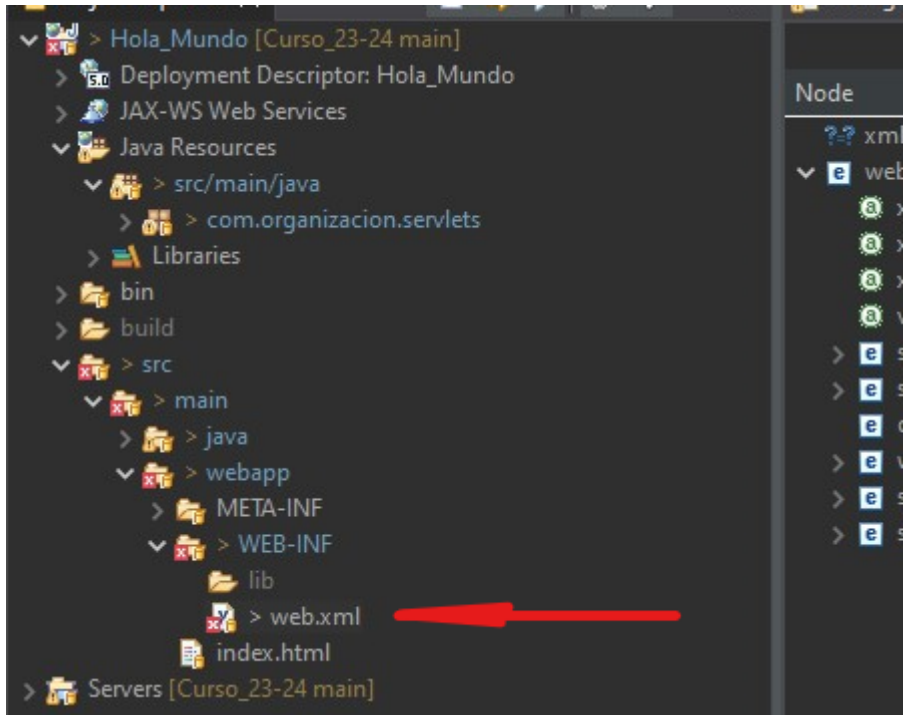 > Hola_Mundo [Curso_23-24 main]
5.0 Deployment Descriptor: Hola_Mundo
JAX-WS Web Services
Node
Java Resources
?=? xml
> src/main/java
e web
> com.organizacion.servlets
a x
Libraries
a x
bin
a x
build
a v
> src
e s
> main
e s
> java
e
> webapp
e
META-INF
e s
> WEB-INF
e s
lib
> web.xml
index.html
Servers [Curso_23-24 main]